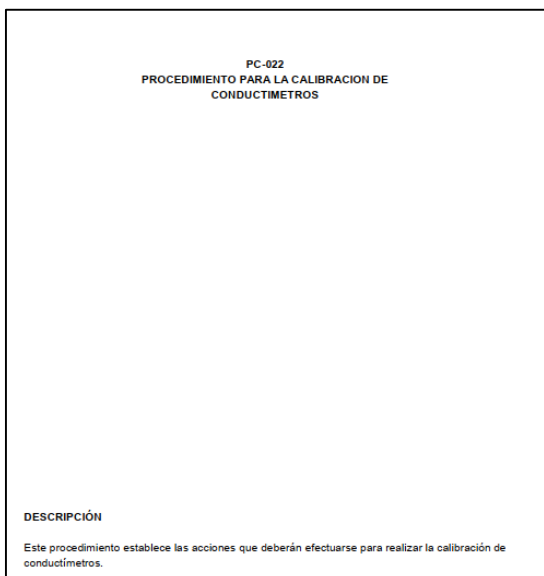 PC-022
PROCEDIMIENTO PARA LA CALIBRACION DE
CONDUCTIMETROS
DESCRIPCIÓN
Este procedimiento establece las acciones que deberán efectuarse para realizar la calibración de
conductímetros.